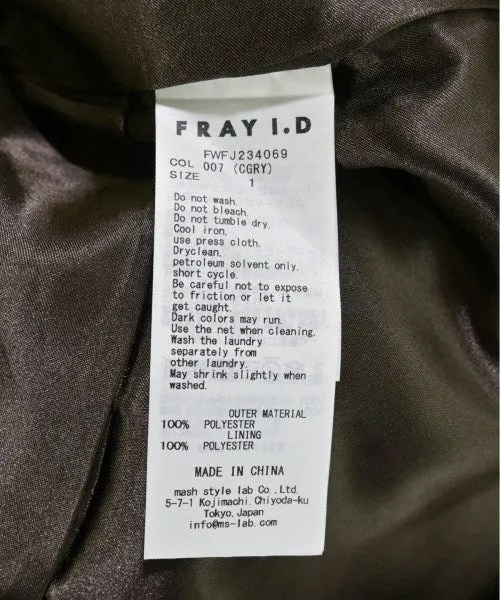 FRAY I.D
FWFJ234069
COL 007 (CGRY)
SIZE 1
Do not wash.
Do not bleach.
Do not tumble dry.
Cool iron.
use press cloth.
Dryclean.
petroleum solvent only.
short cycle.
Be careful not to expose
to friction or let it
get caught.
Dark colors may run.
Use the net when cleaning.
Wash the laundry
separately from
other laundry.
May shrink slightly when
washed.
OUTER MATERIAL
100% POLYESTER
LINING
100% POLYESTER
MADE IN CHINA
mash style lab Co.,Ltd.
5-7-1 Kojimachi,Chiyoda-ku
Tokyo,Japan
info@ms-lab.com